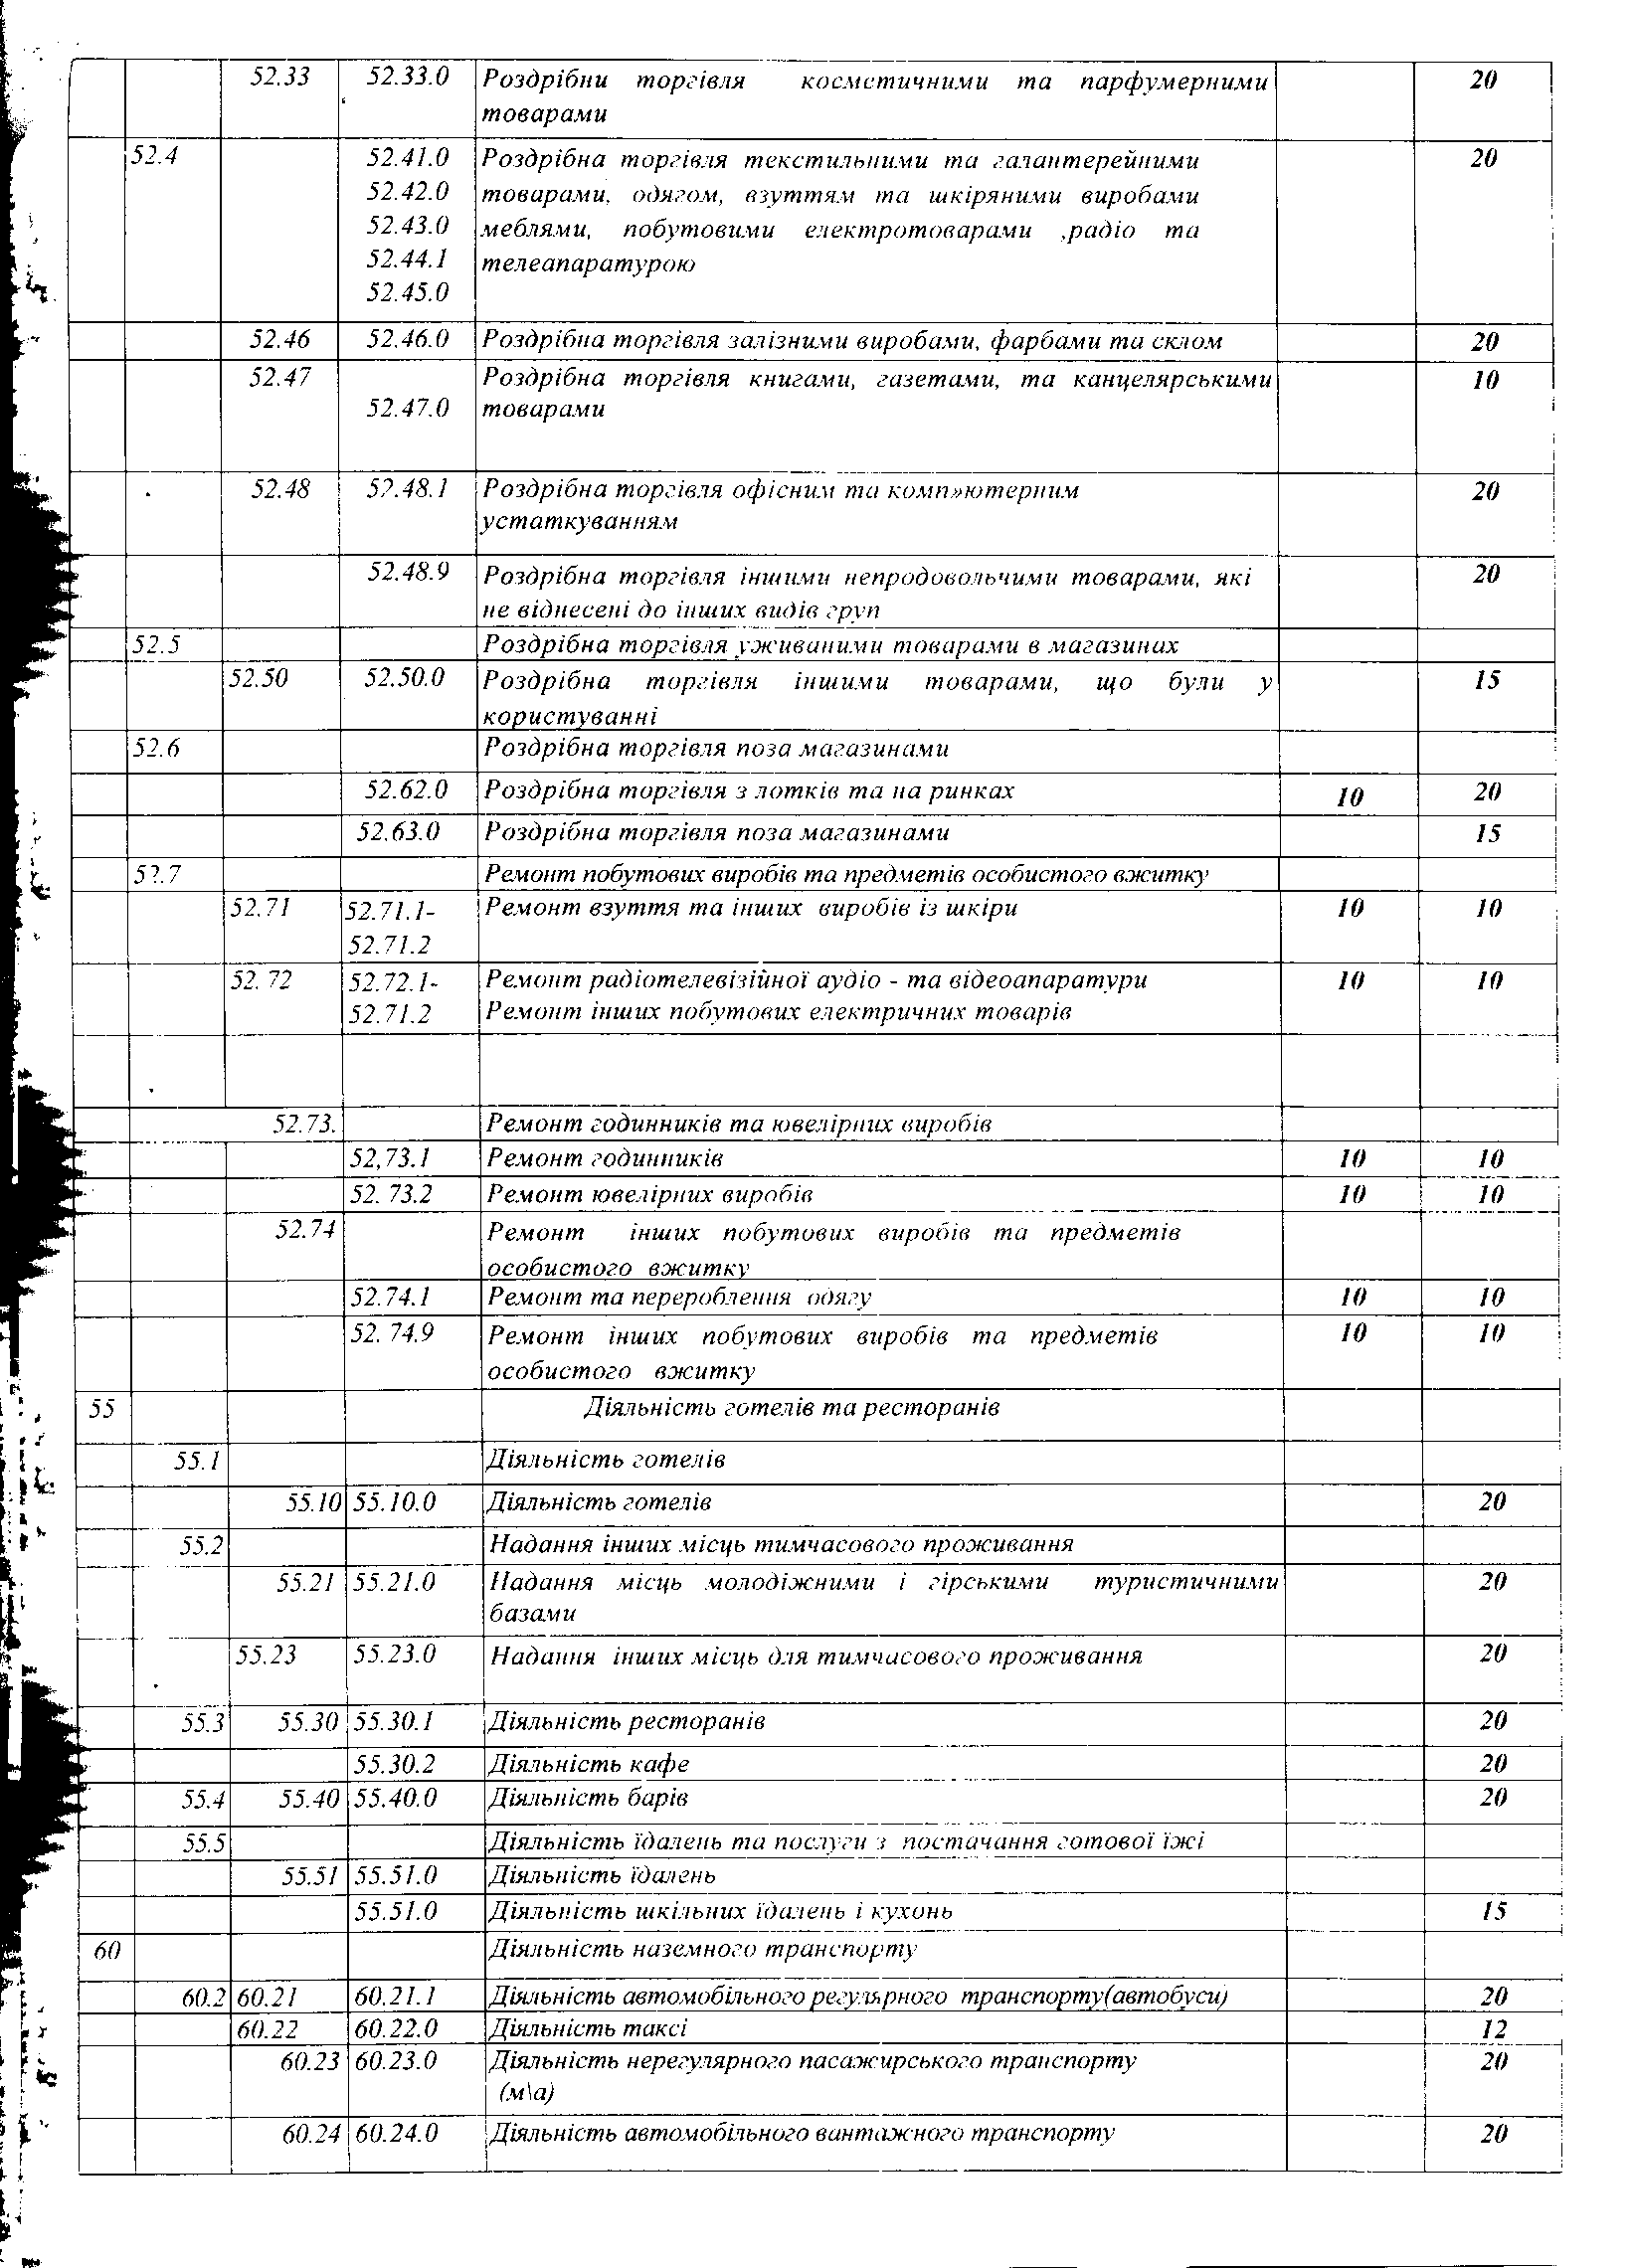 52.33 52.33.0 Роздрібни торгівля косметичними та парфумерними 20
товарами
52.4 52.41.0 Роздрібна торгівля текстильними та галантерейними 20
52.42.0 товарами, одягом, взуттям та шкіряними виробами
52.43.0 меблями, побутовими електротоварами ,радіо та
52.44.1 телеапаратурою
52.45.0
52.46 52.46.0 Роздрібна торгівля залізними виробами, фарбами та склом 20
52.47 Роздрібна торгівля книгами, газетами, та канцелярськими 10
52.47.0 товарами
52.48 52.48.1 Роздрібна торгівля офісним та комп»ютерним 20
устаткуванням
52.48.9 Роздрібна торгівля іншими непродовольчими товарами, які 20
не віднесені до інших видів груп
52.5 Роздрібна торгівля уживаними товарами в магазинах
52.50 52.50.0 Роздрібна торгівля іншими товарами, що були у 15
користуванні
52.6 Роздрібна торгівля поза магазинами
52.62.0 Роздрібна торгівля з лотків та на ринках 10 20
52.63.0 Роздрібна торгівля поза магазинами 15
52.7 Ремонт побутових виробів та предметів особистого вжитку
52.71 52.71.1- Ремонт взуття та інших виробів із шкіри 10 10
52.71.2
52.72 52.72.1- Ремонт радіотелевізійної аудіо - та відеоапаратури 10 10
52.71.2 Ремонт інших побутових електричних товарів
52.73. Ремонт годинників та ювелірних виробів
52,73.1 Ремонт годинників 10 10
52. 73.2 Ремонт ювелірних виробів 10 10
52.74 Ремонт інших побутових виробів та предметів
особистого вжитку
52.74.1 Ремонт та перероблення одягу 10 10
52. 74.9 Ремонт інших побутових виробів та предметів 10 10
особистого вжитку
55 Діяльність готелів та ресторанів
55.1 Діяльність готелів
55.10 55.10.0 Діяльність готелів 20
55.2 Надання інших місць тимчасового проживання
55.21 55.21.0 Надання місць молодіжними і гірськими туристичними 20
базами
55.23 55.23.0 Надання інших місць для тимчасового проживання 20
55.3 55.30 55.30.1 Діяльність ресторанів 20
55.30.2 Діяльність кафе 20
55.4 55.40 55.40.0 Діяльність барів 20
55.5 Діяльність їдалень та послуги з постачання готової їжі
55.51 55.51.0 Діяльність їдалень
55.51.0 Діяльність шкільних їдалень і кухонь 15
60 Діяльність наземного транспорту
60.2 60.21 60.21.1 Діяльність автомобільного регулярного транспорту(автобуси) 20
60.22 60.22.0 Діяльність таксі 12
60.23 60.23.0 Діяльність нерегулярного пасажирського транспорту 20
(м\а)
60.24 60.24.0 Діяльність автомобільного вантажного транспорту 20